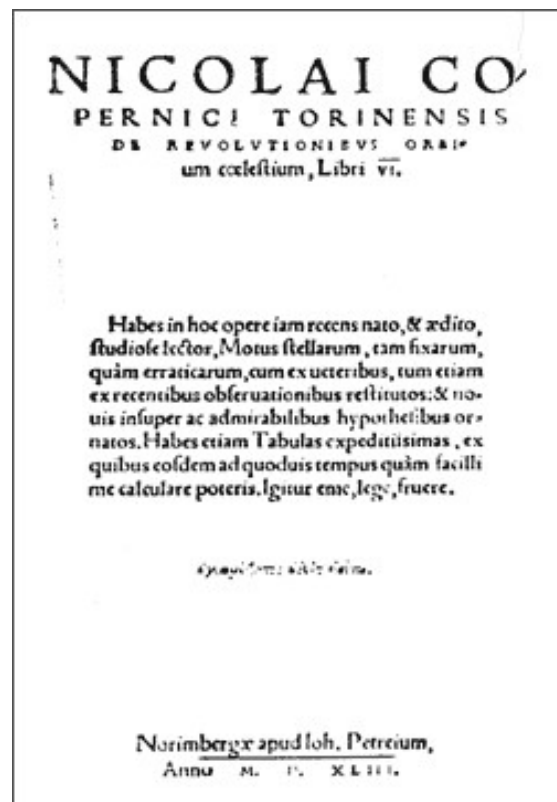 NICOLAI CO
PERNICI TORINENSIS
DE REVOLVTIONIBVS ORBI-
um cœleſtium, Libri VI.
Habes in hoc opere iam recens nato, & ædito,
ſtudioſe lector, Motus ſtellarum, tam fixarum,
quàm erraticarum, cum ex ueteribus, tum etiam
ex recentibus obſeruationibus reſtitutos: & no-
uis inſuper ac admirabilibus hypotheſibus or-
natos. Habes etiam Tabulas expeditiſsimas, ex
quibus eoſdem ad quoduis tempus quàm facilli
me calculare poteris. Igitur eme, lege, fruere.
Norimbergæ apud Ioh. Petreium,
Anno M. D. XLIII.